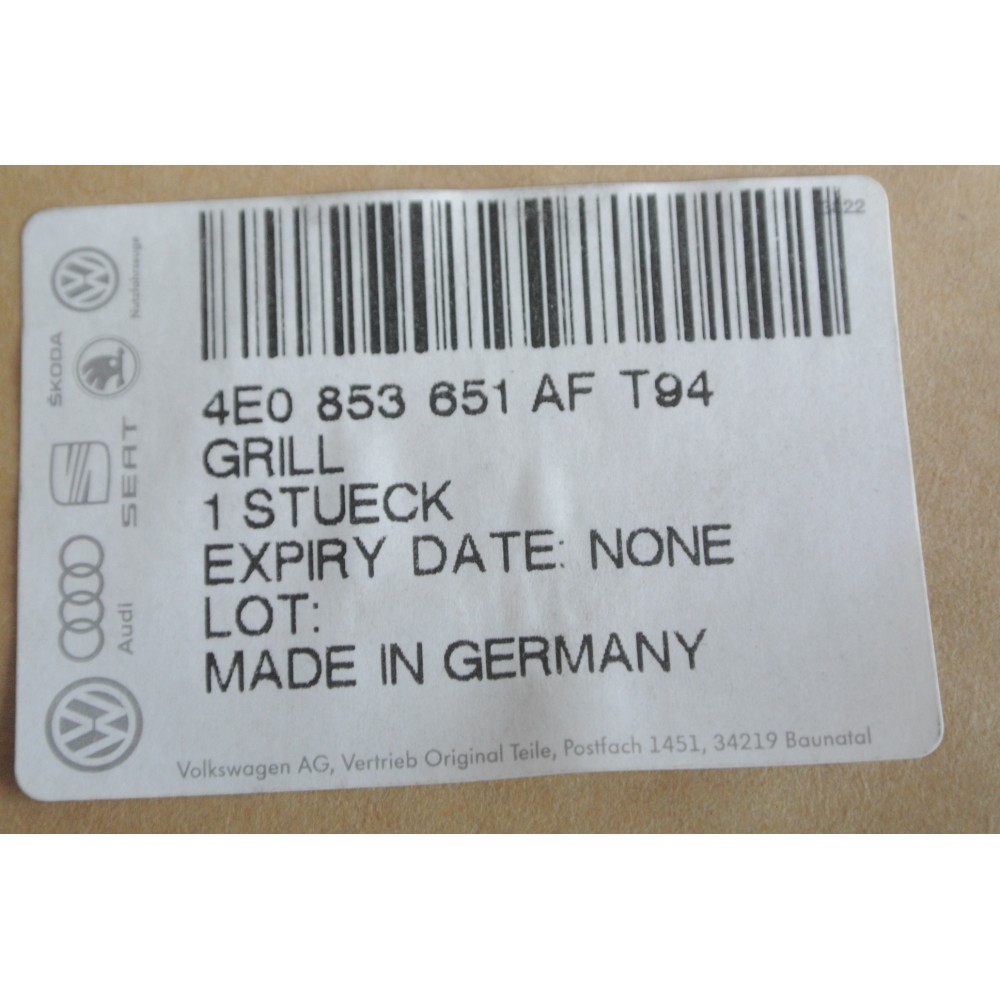 4E0 853 651 AF T94
GRILL
1 STUECK
EXPIRY DATE: NONE
LOT:
MADE IN GERMANY
Volkswagen AG, Vertrieb Original Teile, Postfach 1451, 34219 Baunatal
Nutzfahrzeuge
ŠKODA
SEAT
Audi